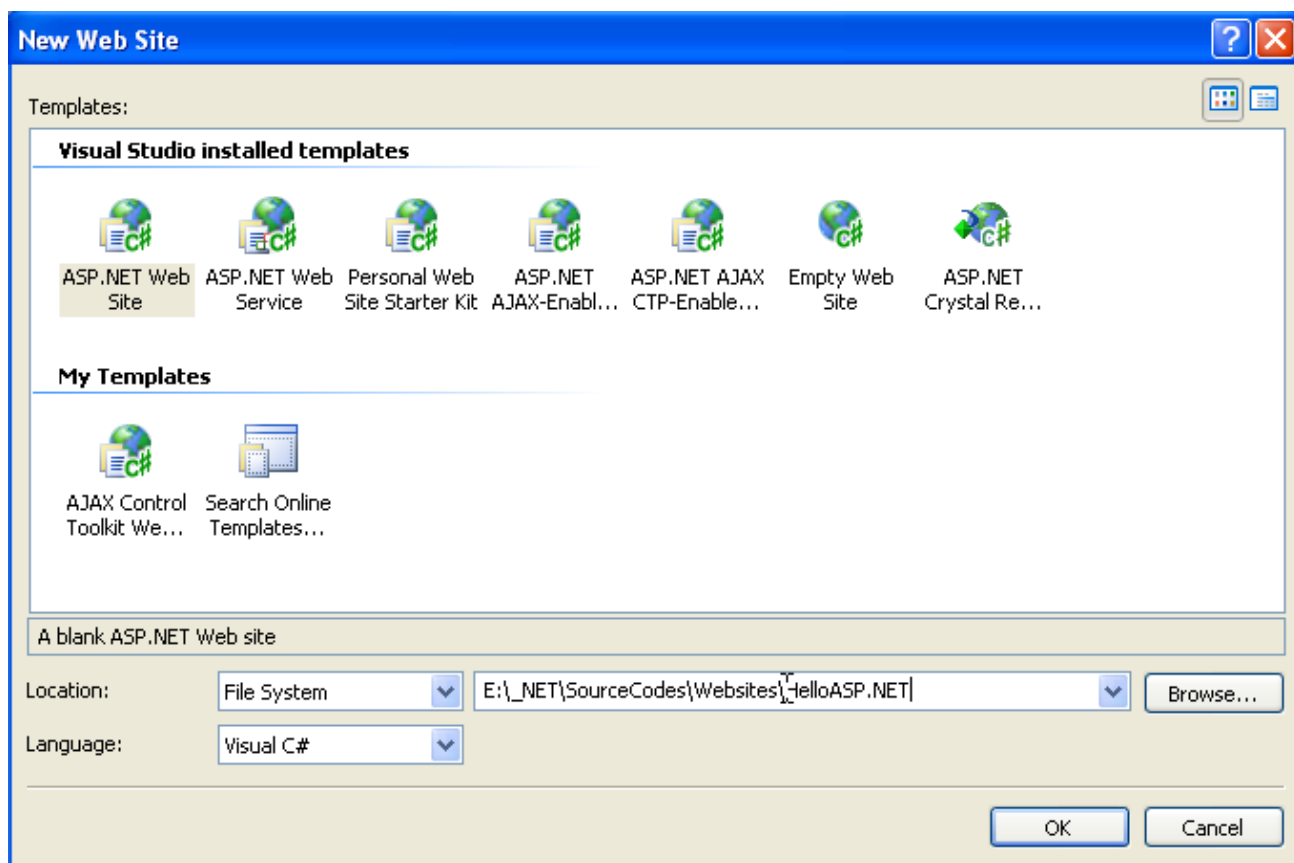 New Web Site
Templates:
Visual Studio installed templates
ASP.NET Web Site
ASP.NET Web Service
Personal Web Site Starter Kit
ASP.NET AJAX-Enabl...
ASP.NET AJAX CTP-Enable...
Empty Web Site
ASP.NET Crystal Re...
My Templates
AJAX Control Toolkit We...
Search Online Templates...
A blank ASP.NET Web site
Location:
File System
E:\_NET\SourceCodes\Websites\HelloASP.NET
Browse...
Language:
Visual C#
OK
Cancel